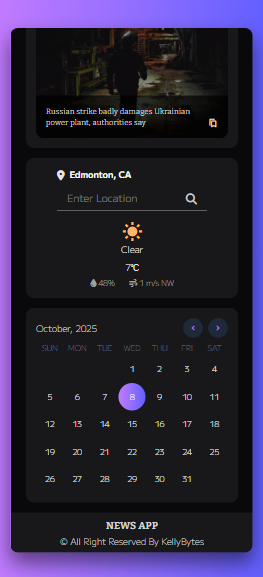 Russian strike badly damages Ukrainian
power plant, authorities say
Edmonton, CA
Enter Location
Clear
7°C
48% 1 m/s NW
October, 2025
SUN MON TUE WED THU FRI SAT
1 2 3 4
5 6 7 8 9 10 11
12 13 14 15 16 17 18
19 20 21 22 23 24 25
26 27 28 29 30 31
NEWS APP
© All Right Reserved By KellyBytes